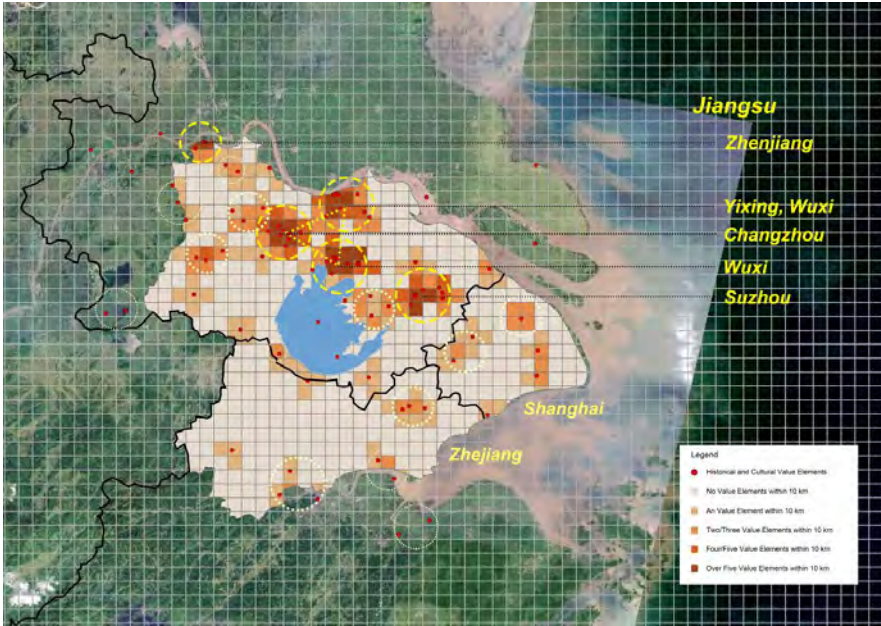 Jiangsu
Zhenjiang
Yixing, Wuxi
Changzhou
Wuxi
Suzhou
Shanghai
Zhejiang
Legend
Historical and Cultural Value Elements
No Value Elements within 10 km
An Value Element within 10 km
Two/Three Value Elements within 10 km
Four/Five Value Elements within 10 km
Over Five Value Elements within 10 km